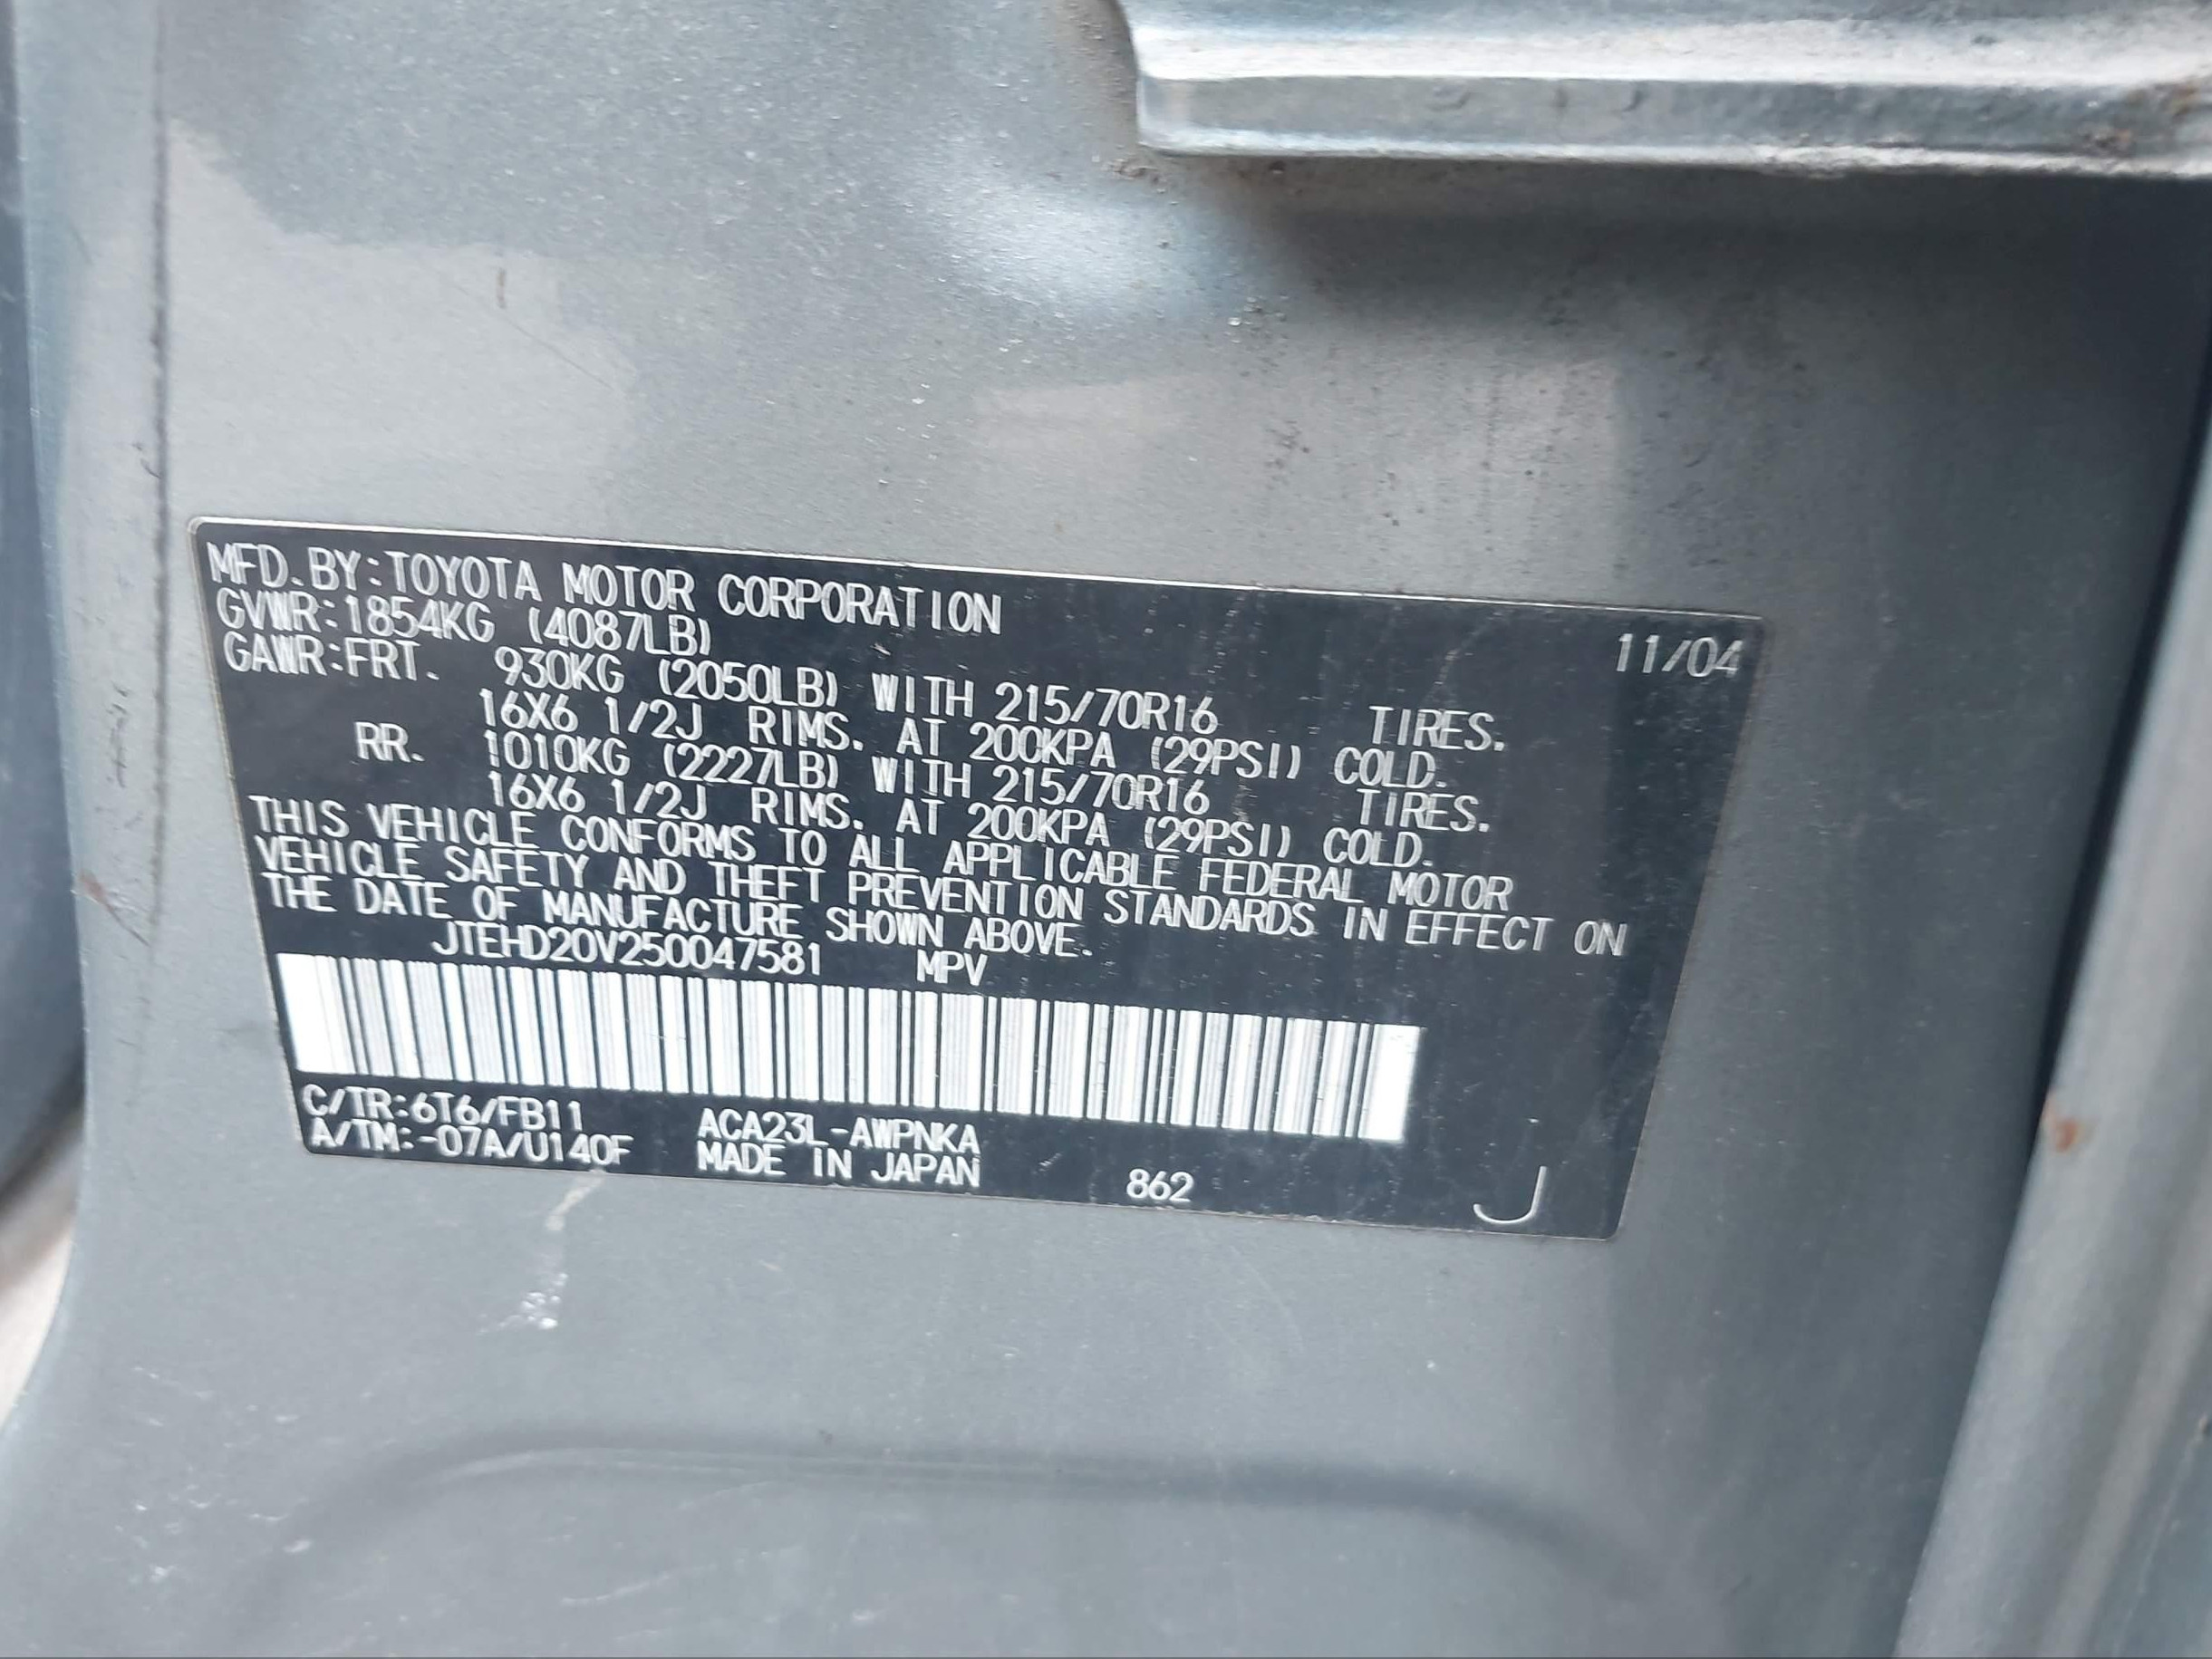 MFD.BY:TOYOTA MOTOR CORPORATION 11/04
GVWR:1854KG (4087LB)
GAWR:FRT. 930KG (2050LB) WITH 215/70R16 TIRES.
16X6 1/2J RIMS. AT 200KPA (29PSI) COLD.
RR. 1010KG (2227LB) WITH 215/70R16 TIRES.
16X6 1/2J RIMS. AT 200KPA (29PSI) COLD.
THIS VEHICLE CONFORMS TO ALL APPLICABLE FEDERAL MOTOR
VEHICLE SAFETY AND THEFT PREVENTION STANDARDS IN EFFECT ON
THE DATE OF MANUFACTURE SHOWN ABOVE.
JTEHD20V250047581 MPV
C/TR:6T6/FB11 ACA23L-AWPNKA
A/TM:-07A/U140F MADE IN JAPAN 862 J